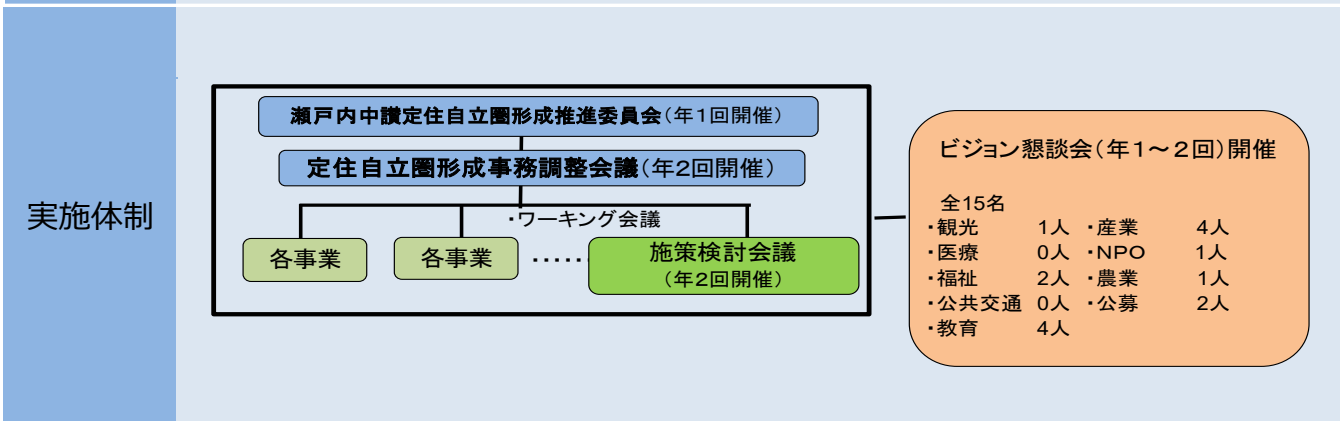 実施体制
瀬戸内中讃定住自立圏形成推進委員会(年1回開催)
定住自立圏形成事務調整会議(年2回開催)
・ワーキング会議
各事業
各事業
‥‥‥
施策検討会議
(年2回開催)
ビジョン懇談会(年1～2回)開催
全15名
・観光 1人 ・産業 4人
・医療 0人 ・NPO 1人
・福祉 2人 ・農業 1人
・公共交通 0人 ・公募 2人
・教育 4人